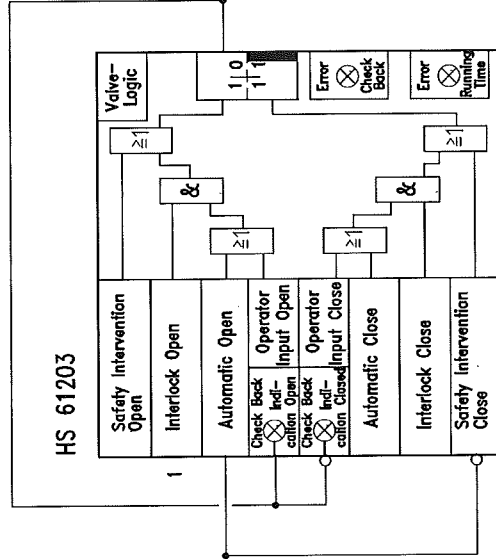 HS 61203
1
Safety Intervention
Open
Interlock Open
Automatic Open
Check Back
Indi-
cation Open
Operator
Input Open
Check Back
Indi-
cation Closed
Operator
Input Close
Automatic Close
Interlock Close
Safety Intervention
Close
≥1
&
≥1
≥1
&
≥1
Valve-
Logic
1 0
1 1
Error
Check
Back
Error
Running
Time